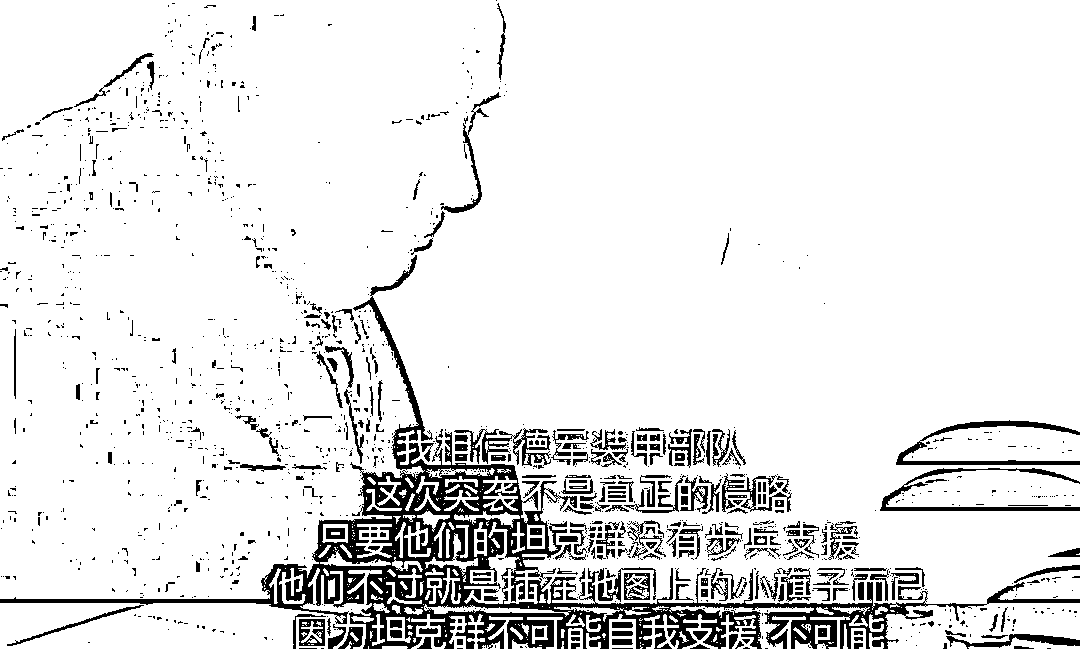 我相信德军装甲部队
这次突袭不是真正的侵略
只要他们的坦克群没有步兵支援
他们不过就是插在地图上的小旗子而已
因为坦克群不可能自我支援 不可能